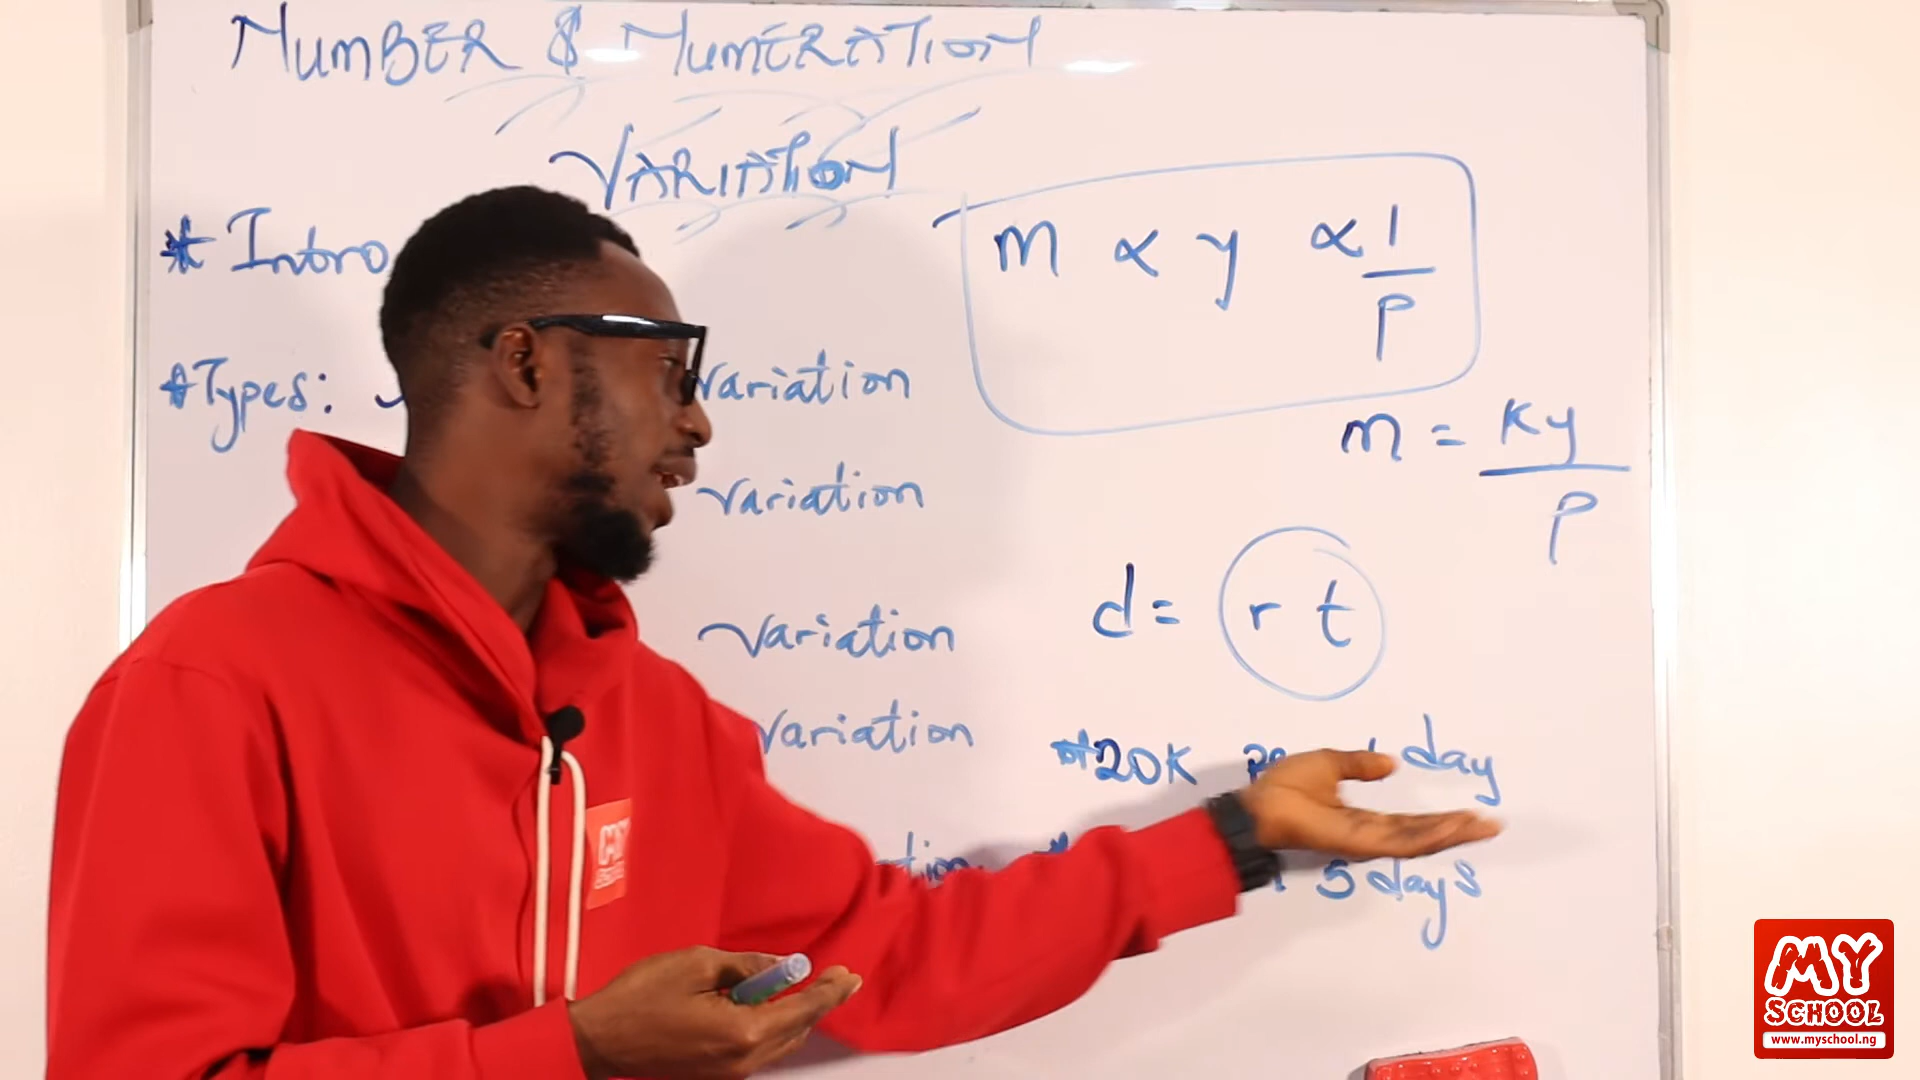 NUMBER & NUMERATION
VARIATION
* Intro
m ∝ y ∝ 1/P
* Types: Variation
m = Ky/P
Variation
d = r t
Variation
Variation
20K day
5 days
MY
SCHOOL
www.myschool.ng